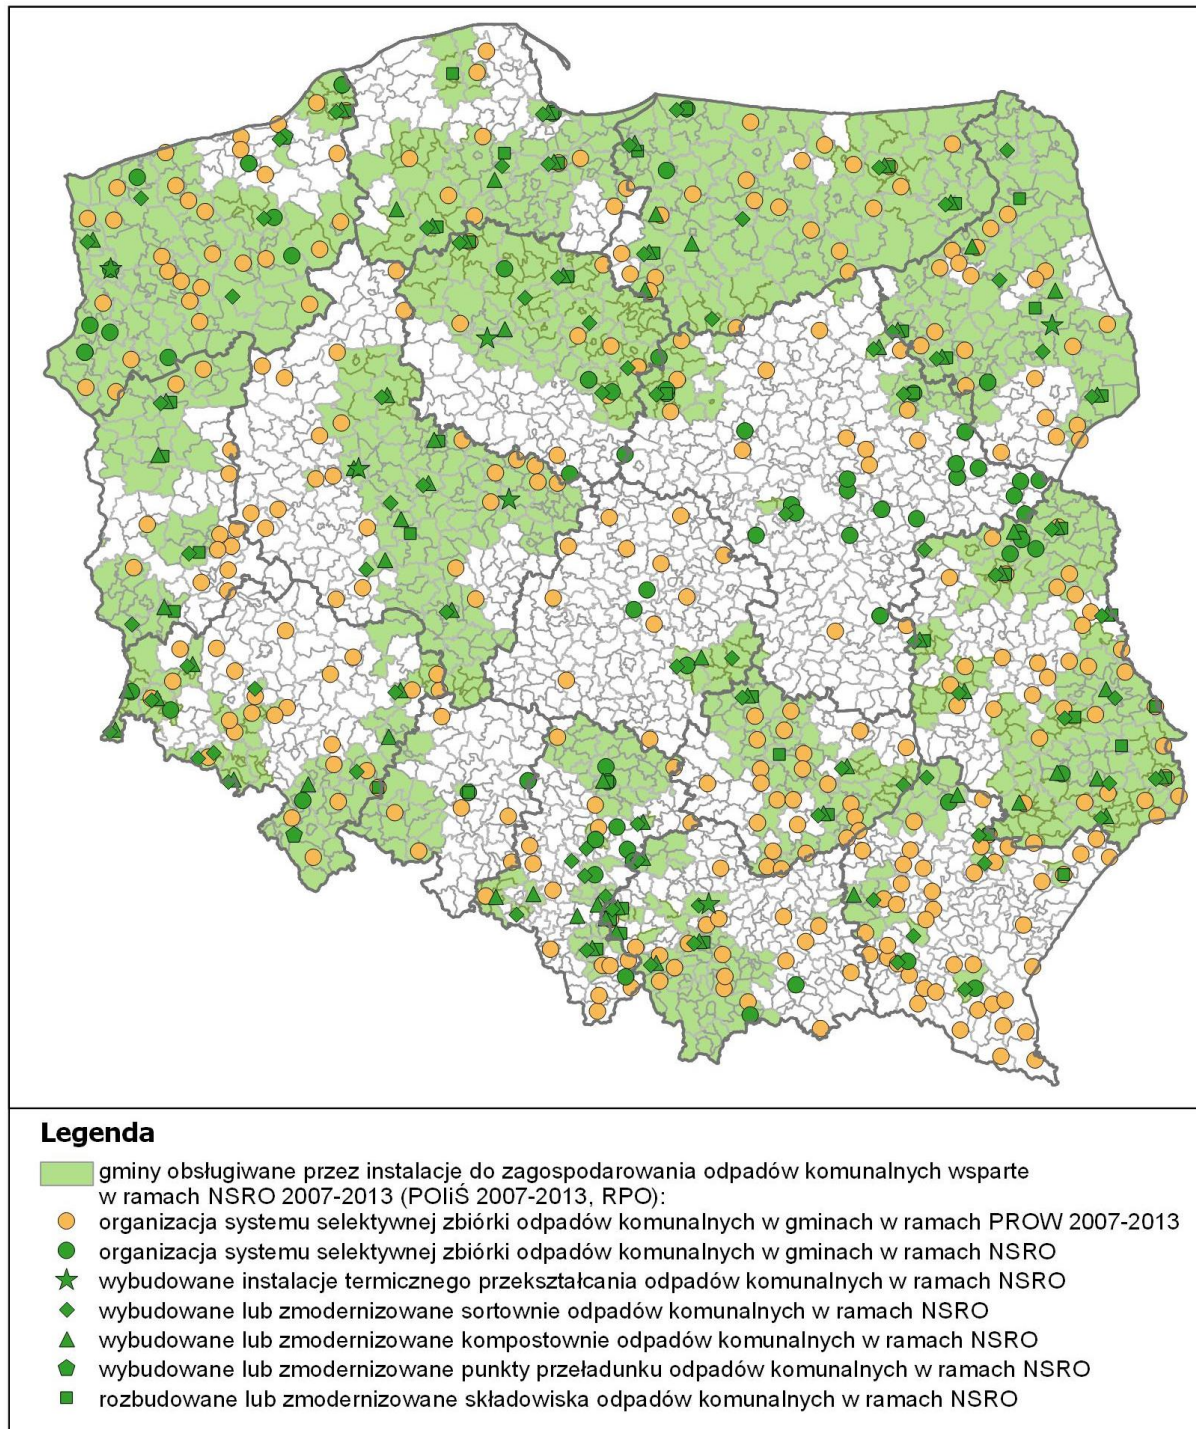 Legenda
gminy obsługiwane przez instalacje do zagospodarowania odpadów komunalnych wsparte
w ramach NSRO 2007-2013 (POIiŚ 2007-2013, RPO):
organizacja systemu selektywnej zbiórki odpadów komunalnych w gminach w ramach PROW 2007-2013
organizacja systemu selektywnej zbiórki odpadów komunalnych w gminach w ramach NSRO
wybudowane instalacje termicznego przekształcania odpadów komunalnych w ramach NSRO
wybudowane lub zmodernizowane sortownie odpadów komunalnych w ramach NSRO
wybudowane lub zmodernizowane kompostownie odpadów komunalnych w ramach NSRO
wybudowane lub zmodernizowane punkty przeładunku odpadów komunalnych w ramach NSRO
rozbudowane lub zmodernizowane składowiska odpadów komunalnych w ramach NSRO